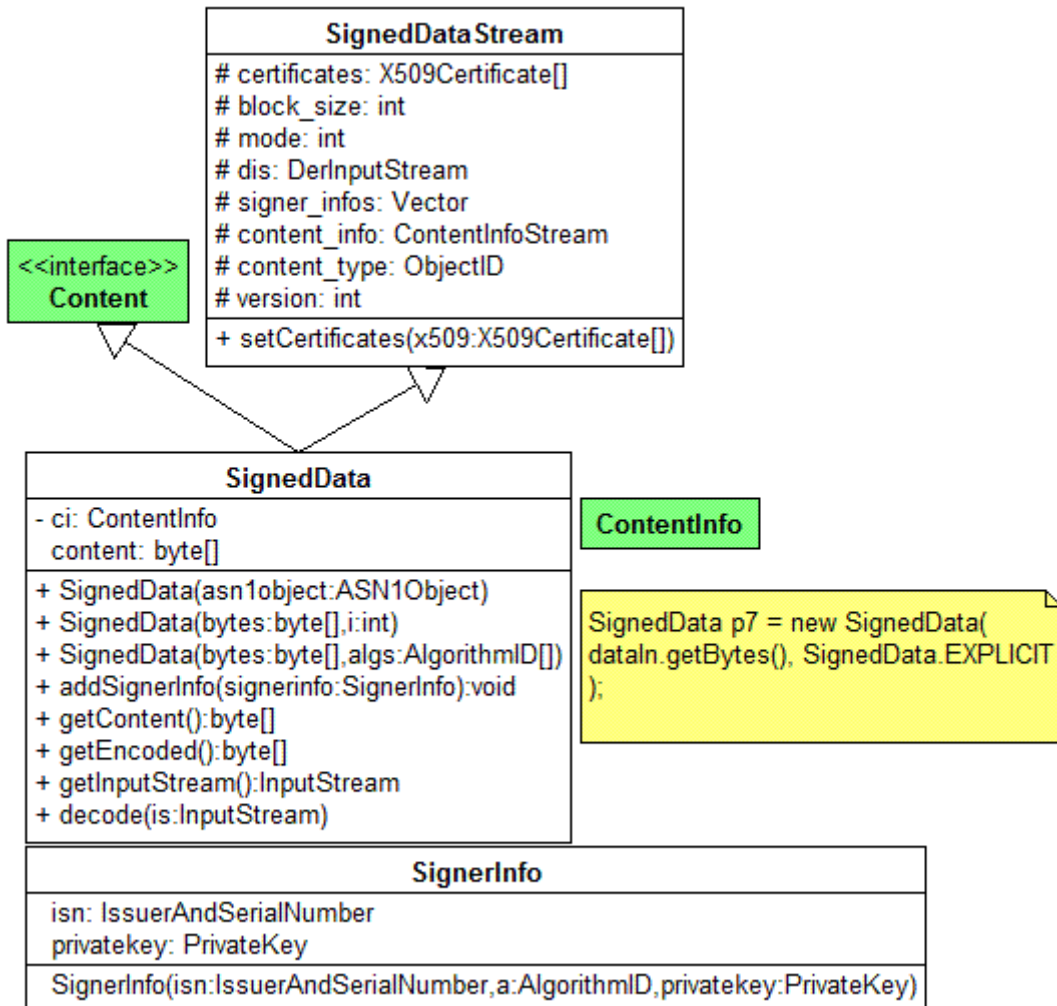 SignedDataStream
# certificates: X509Certificate[]
# block_size: int
# mode: int
# dis: DerInputStream
# signer_infos: Vector
# content_info: ContentInfoStream
# content_type: ObjectID
# version: int
+ setCertificates(x509:X509Certificate[])
<<interface>>
Content
SignedData
- ci: ContentInfo
content: byte[]
+ SignedData(asn1object:ASN1Object)
+ SignedData(bytes:byte[],i:int)
+ SignedData(bytes:byte[],algs:AlgorithmID[])
+ addSignerInfo(signerinfo:SignerInfo):void
+ getContent():byte[]
+ getEncoded():byte[]
+ getInputStream():InputStream
+ decode(is:InputStream)
ContentInfo
SignedData p7 = new SignedData(
dataIn.getBytes(), SignedData.EXPLICIT
);
SignerInfo
isn: IssuerAndSerialNumber
privatekey: PrivateKey
SignerInfo(isn:IssuerAndSerialNumber,a:AlgorithmID,privatekey:PrivateKey)